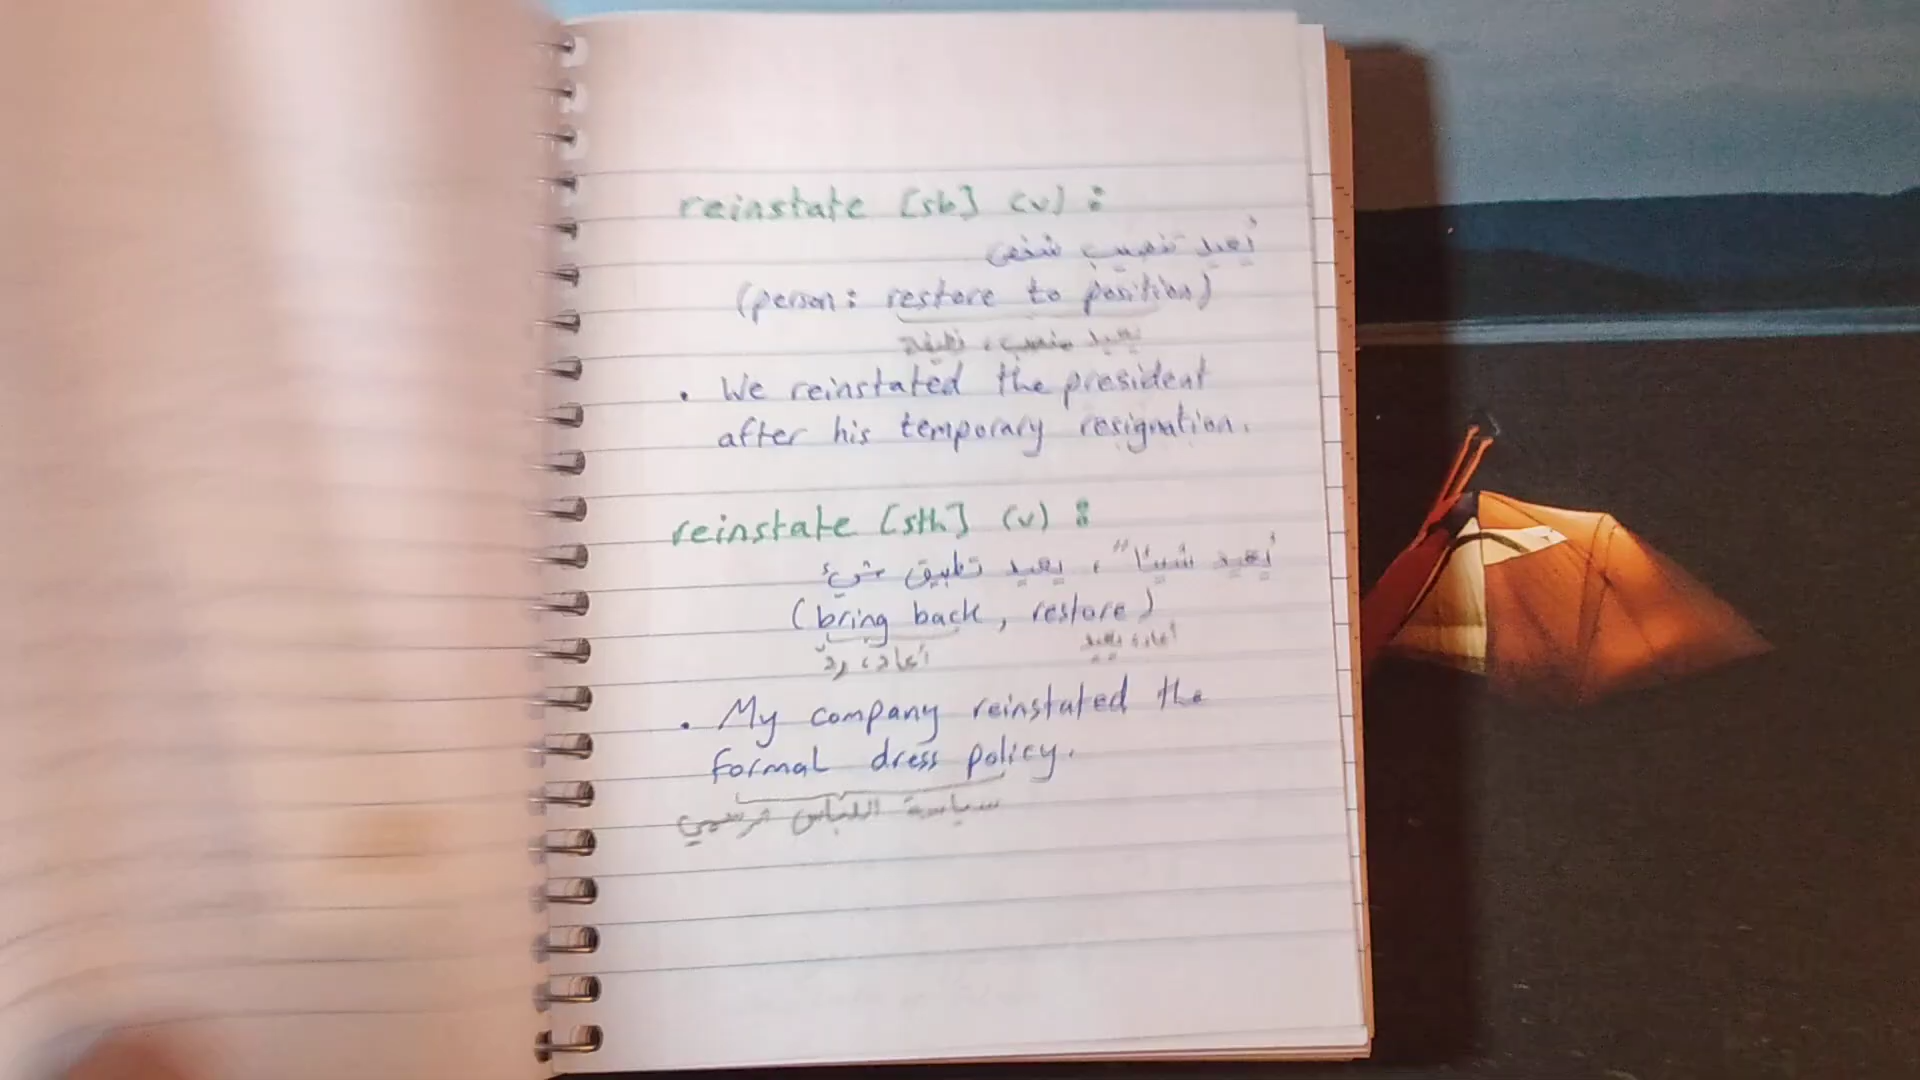 reinstate [sb] (v) :
يُعيد تنصيب شخص
(person : restore to position)
يعيد منصب ، وظيفة
• We reinstated the president
after his temporary resignation.
reinstate [sth] (v) :
يُعيد شيئا" ، يعيد تطبيق شيء
(bring back , restore)
أعاد، ردّ أعاد، يعيد
• My company reinstated the
formal dress policy.
سياسة اللباس الرسمي